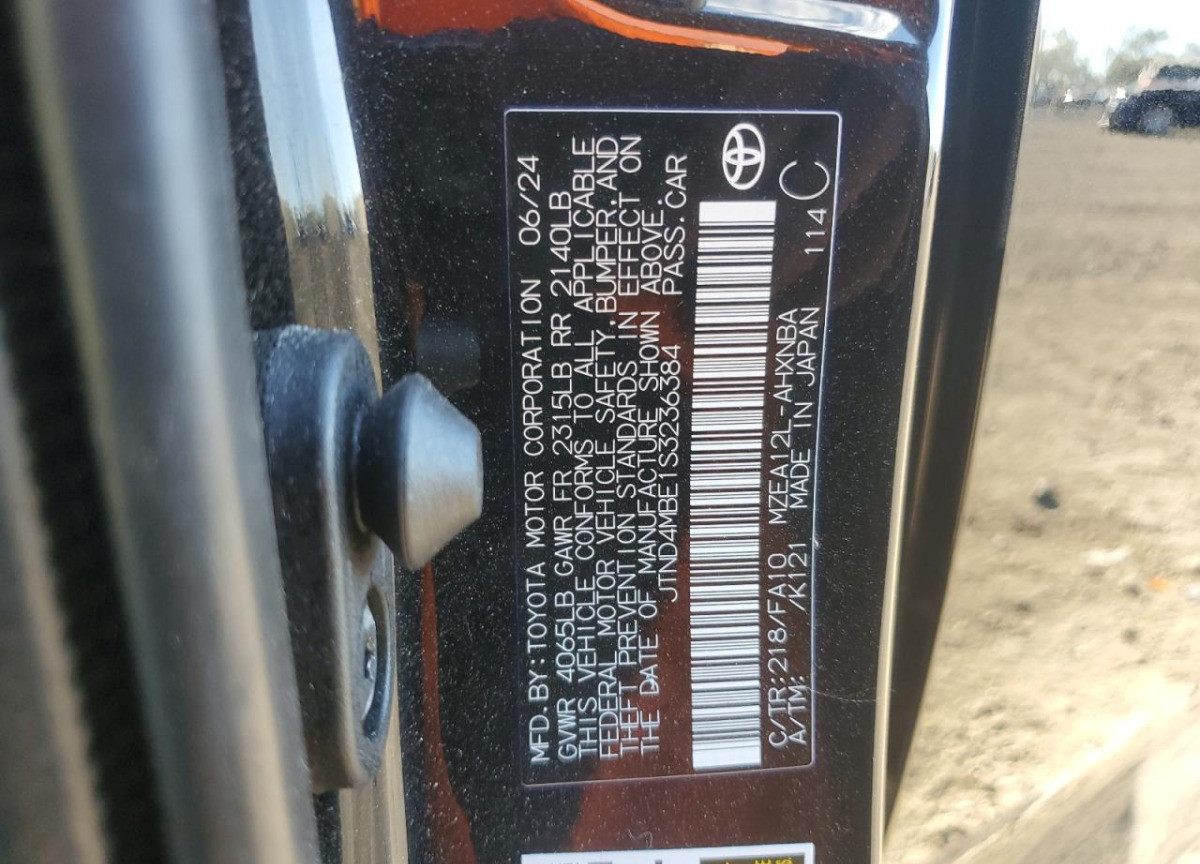 MFD.BY:TOYOTA MOTOR CORPORATION 06/24
GVWR 4065LB GAWR FR 2315LB RR 2140LB
THIS VEHICLE CONFORMS TO ALL APPLICABLE
FEDERAL MOTOR VEHICLE SAFETY,BUMPER,AND
THEFT PREVENTION STANDARDS IN EFFECT ON
THE DATE OF MANUFACTURE SHOWN ABOVE.
JTND4MBE1S3236384 PASS.CAR
C/TR:218/FA10 MZEA12L-AHXNBA
A/TM: /K121 MADE IN JAPAN 114 C